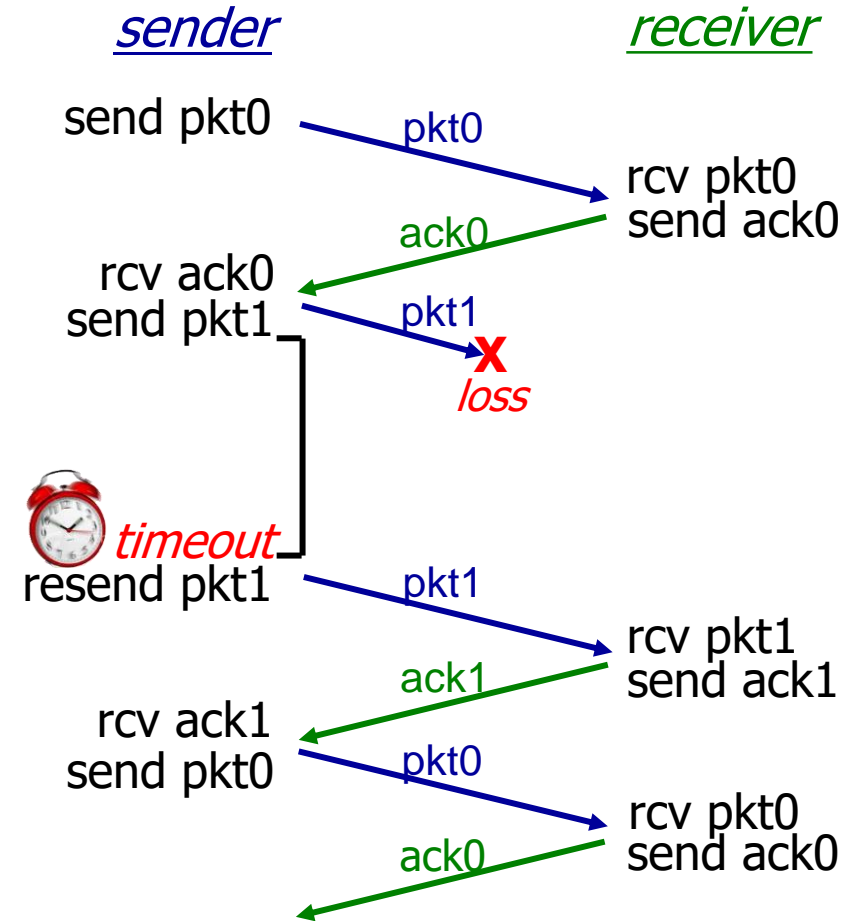 sender
receiver
send pkt0
pkt0
rcv pkt0
send ack0
ack0
rcv ack0
send pkt1
pkt1
X
loss
timeout
resend pkt1
pkt1
rcv pkt1
send ack1
ack1
rcv ack1
send pkt0
pkt0
rcv pkt0
send ack0
ack0